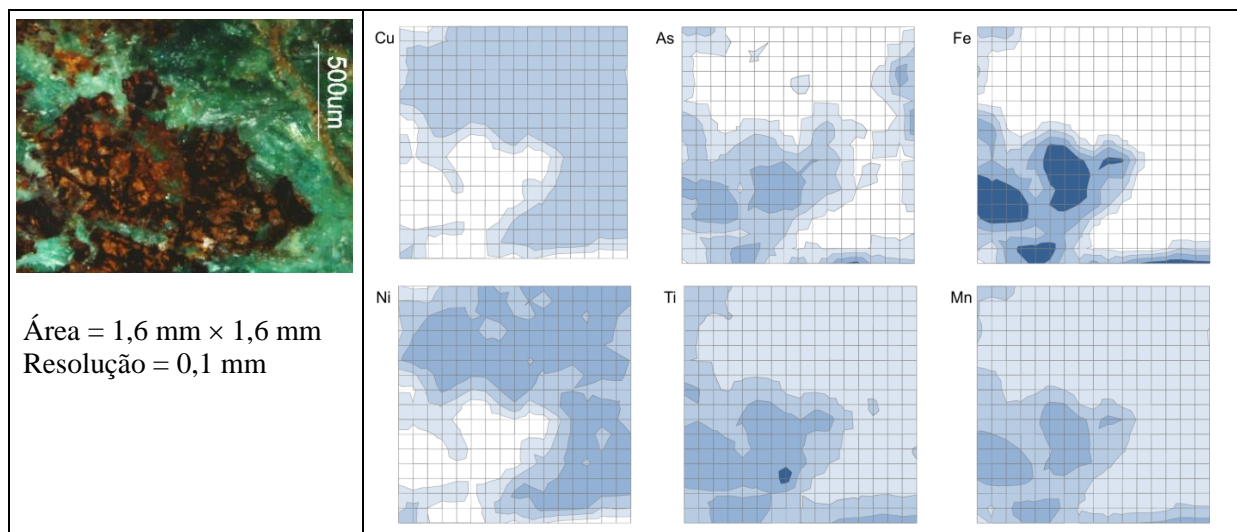 500um
Área = 1,6 mm × 1,6 mm
Resolução = 0,1 mm
Cu
As
Fe
Ni
Ti
Mn